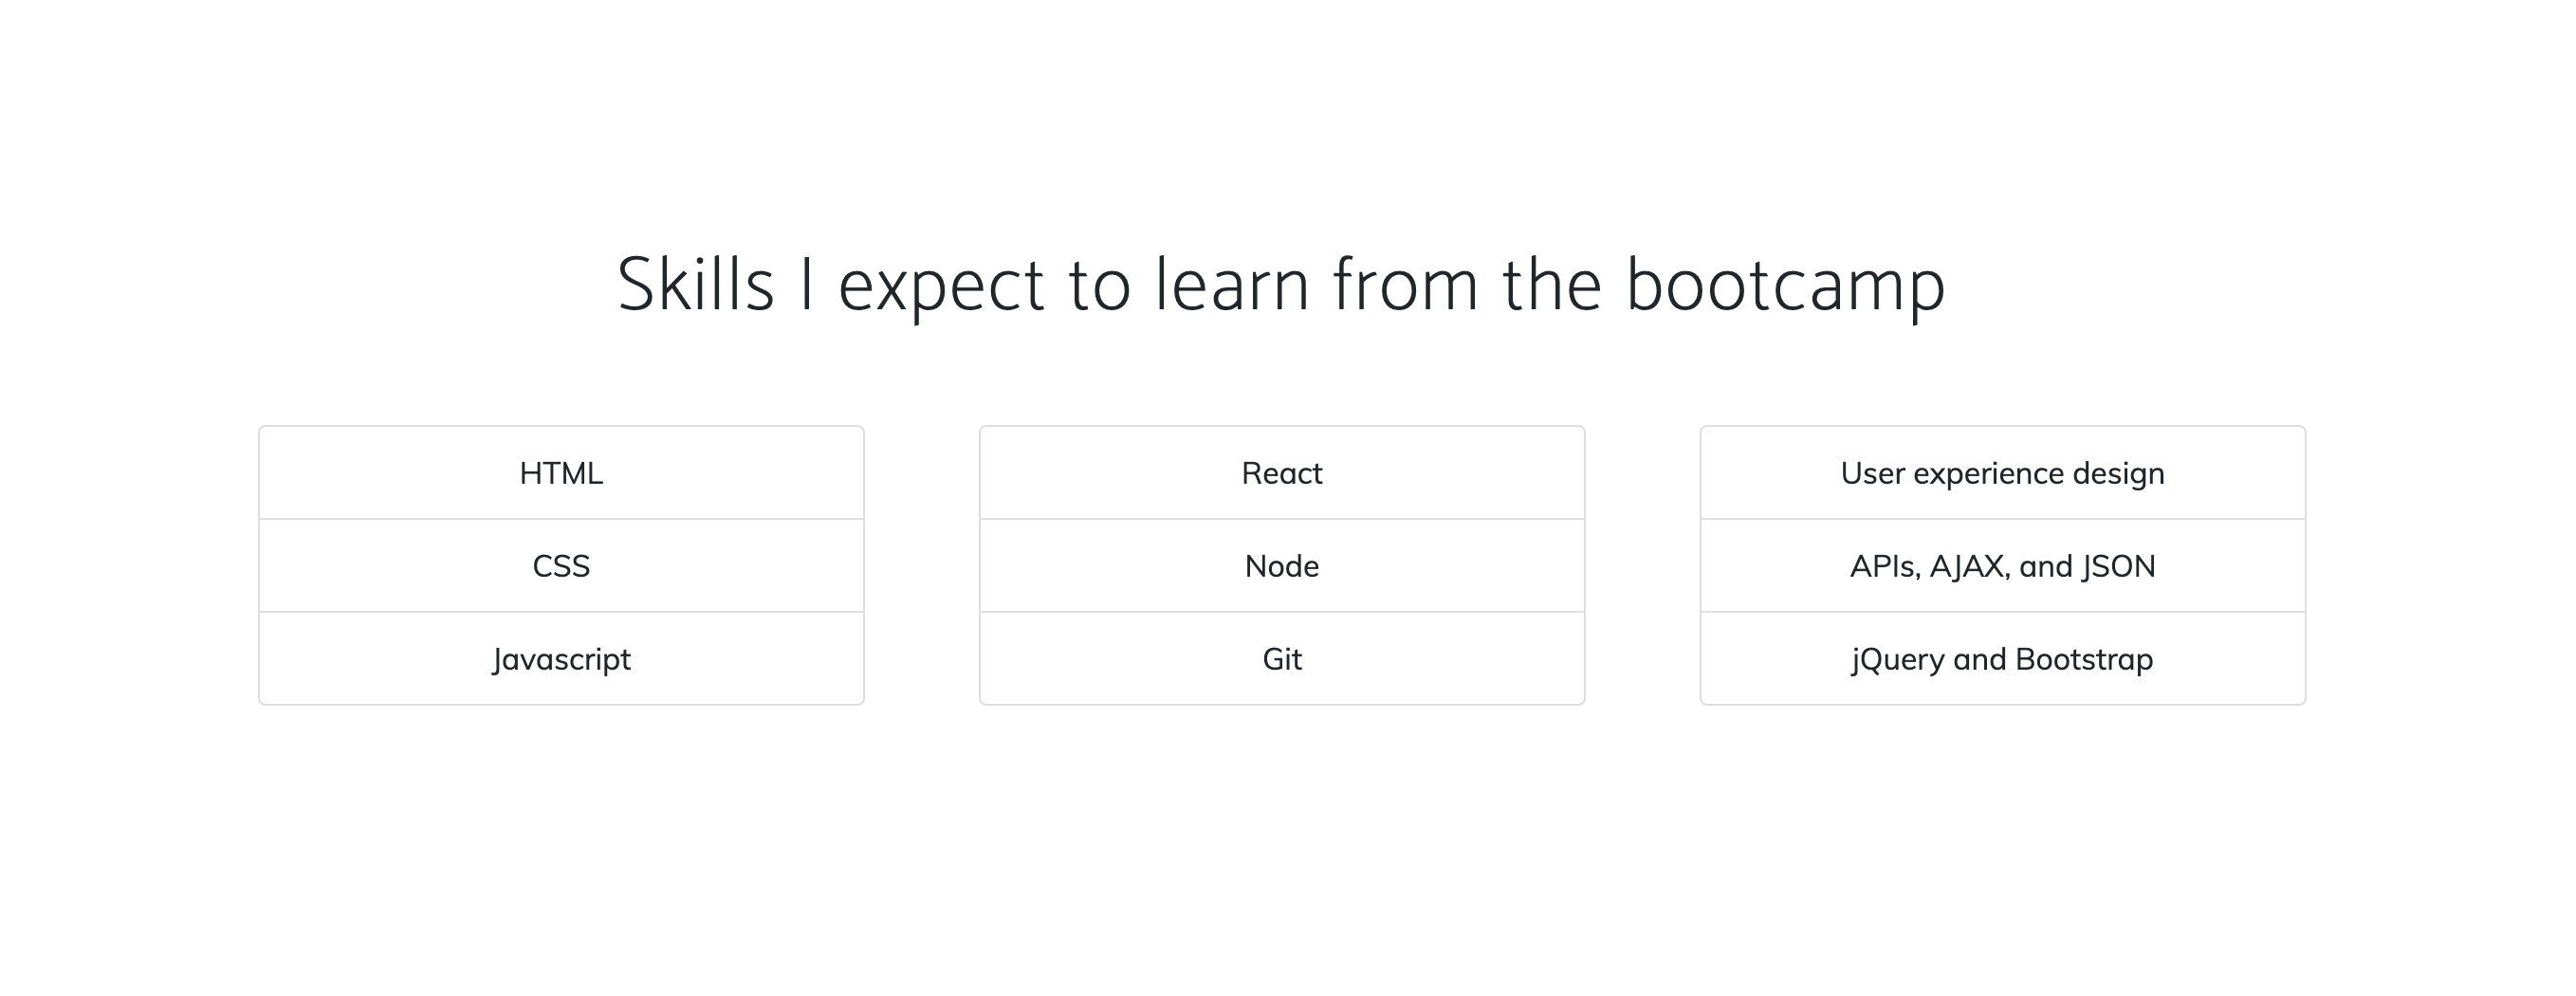 Skills I expect to learn from the bootcamp
HTML
CSS
Javascript
React
Node
Git
User experience design
APIs, AJAX, and JSON
jQuery and Bootstrap